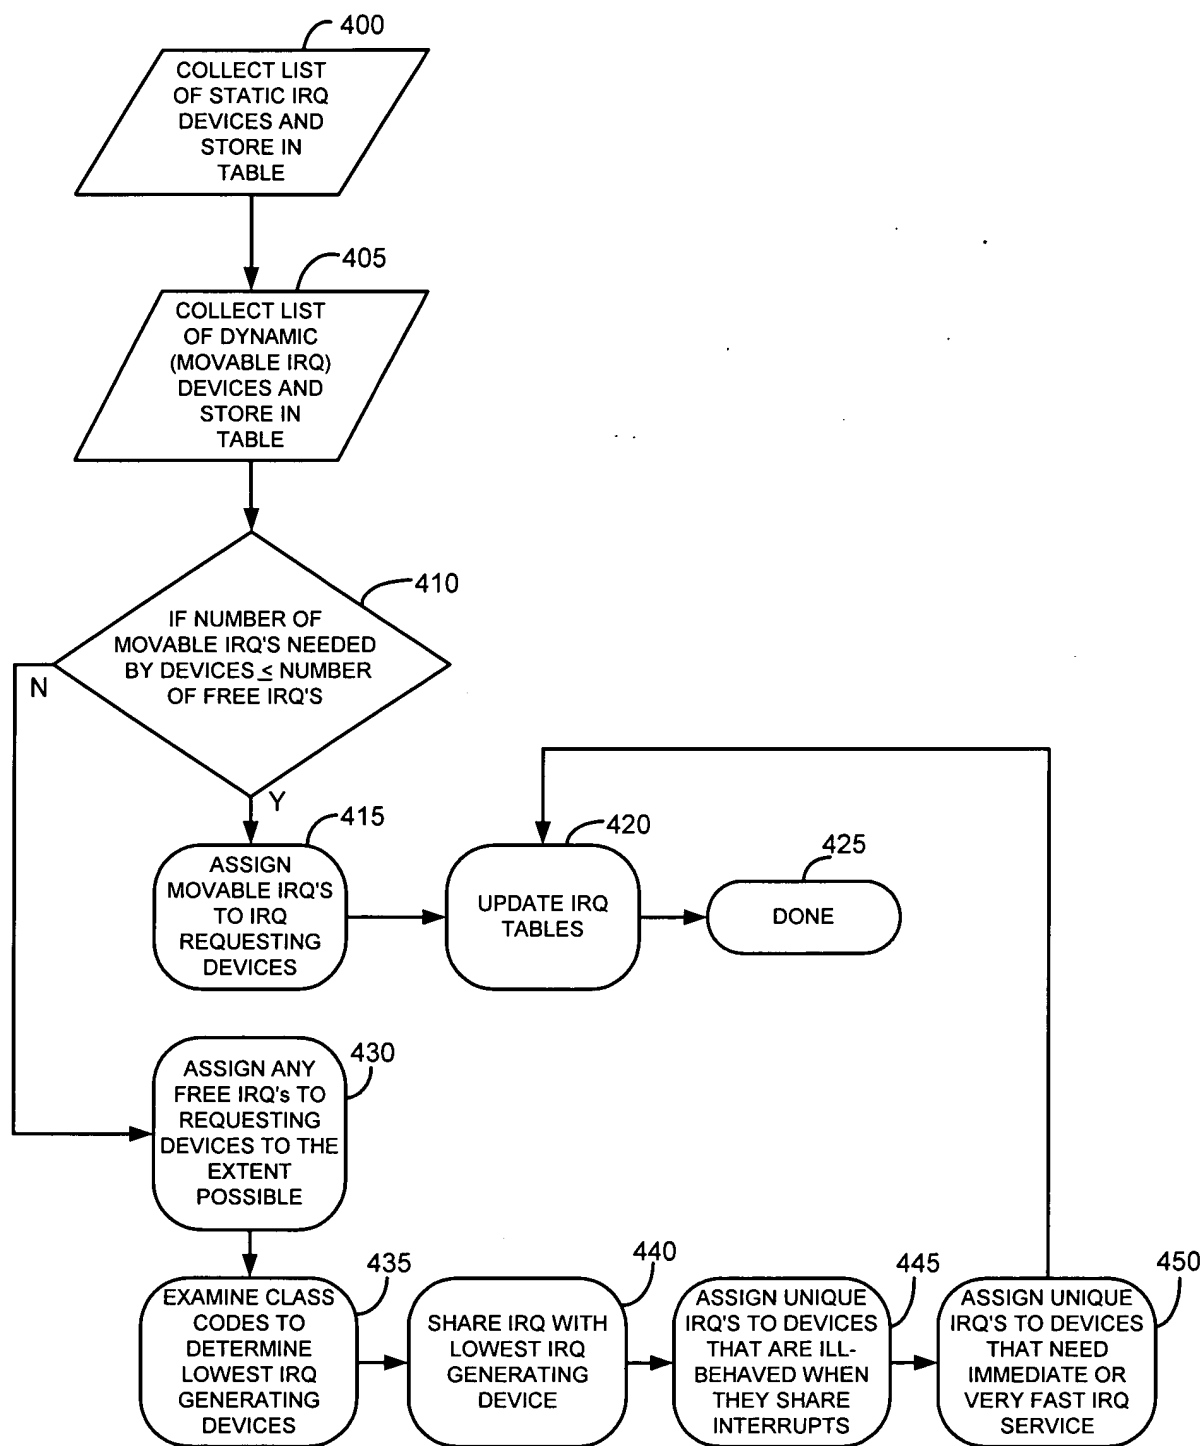 400
COLLECT LIST
OF STATIC IRQ
DEVICES AND
STORE IN
TABLE
405
COLLECT LIST
OF DYNAMIC
(MOVABLE IRQ)
DEVICES AND
STORE IN
TABLE
410
IF NUMBER OF
MOVABLE IRQ'S NEEDED
BY DEVICES ≤ NUMBER
OF FREE IRQ'S
N
Y
415
ASSIGN
MOVABLE IRQ'S
TO IRQ
REQUESTING
DEVICES
420
UPDATE IRQ
TABLES
425
DONE
430
ASSIGN ANY
FREE IRQ's TO
REQUESTING
DEVICES TO THE
EXTENT
POSSIBLE
435
EXAMINE CLASS
CODES TO
DETERMINE
LOWEST IRQ
GENERATING
DEVICES
440
SHARE IRQ WITH
LOWEST IRQ
GENERATING
DEVICE
445
ASSIGN UNIQUE
IRQ'S TO DEVICES
THAT ARE ILL-
BEHAVED WHEN
THEY SHARE
INTERRUPTS
450
ASSIGN UNIQUE
IRQ'S TO DEVICES
THAT NEED
IMMEDIATE OR
VERY FAST IRQ
SERVICE